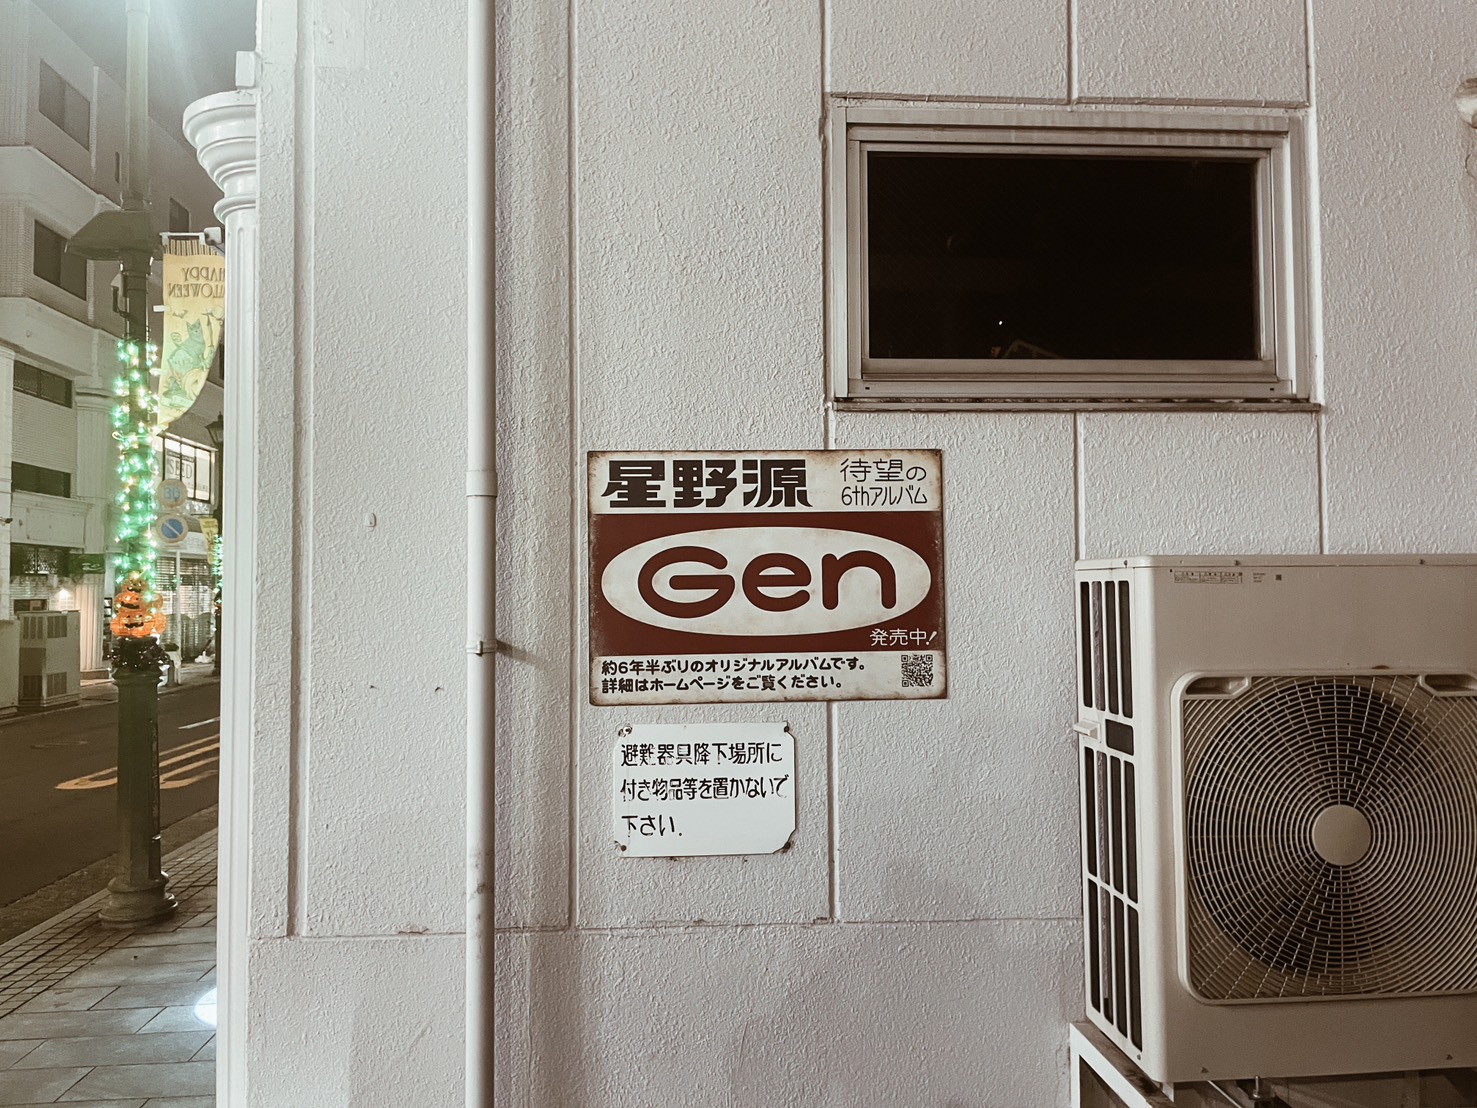 HAPPY
HALLOWEEN
30
星野源
待望の
6thアルバム
Gen
発売中!
約6年半ぶりのオリジナルアルバムです。
詳細はホームページをご覧ください。
避難器具降下場所に
付き物品等を置かないで
下さい.